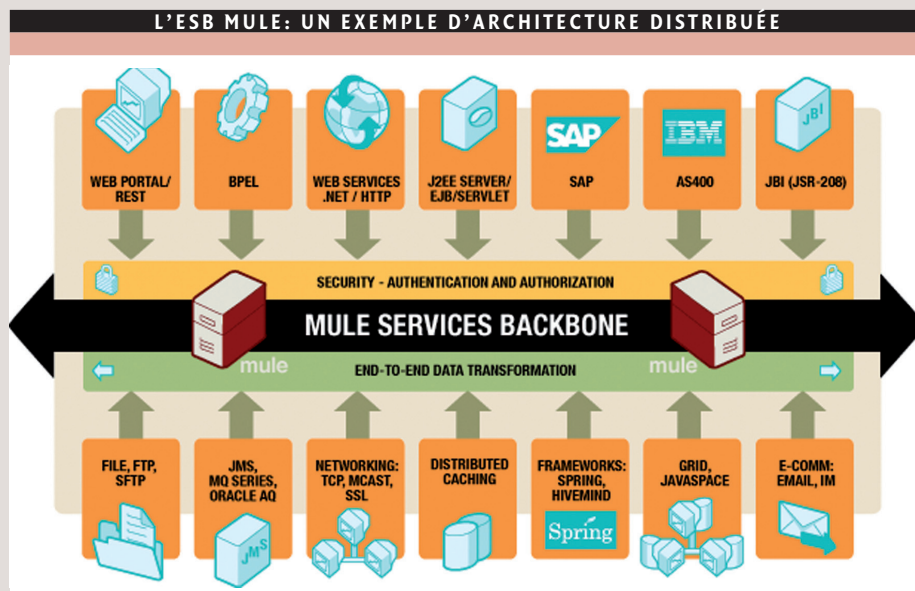 L'ESB MULE: UN EXEMPLE D'ARCHITECTURE DISTRIBUÉE
SAP
IBM
JBI
WEB PORTAL/
REST
BPEL
WEB SERVICES
.NET / HTTP
J2EE SERVER/
EJB/SERVLET
SAP
AS400
JBI (JSR-208)
SECURITY - AUTHENTICATION AND AUTHORIZATION
MULE SERVICES BACKBONE
mule
mule
END-TO-END DATA TRANSFORMATION
FILE, FTP,
SFTP
JMS,
MQ SERIES,
ORACLE AQ
NETWORKING:
TCP, MCAST,
SSL
DISTRIBUTED
CACHING
FRAMEWORKS:
SPRING,
HIVEMIND
GRID,
JAVASPACE
E-COMM:
EMAIL, IM
JMS
Spring